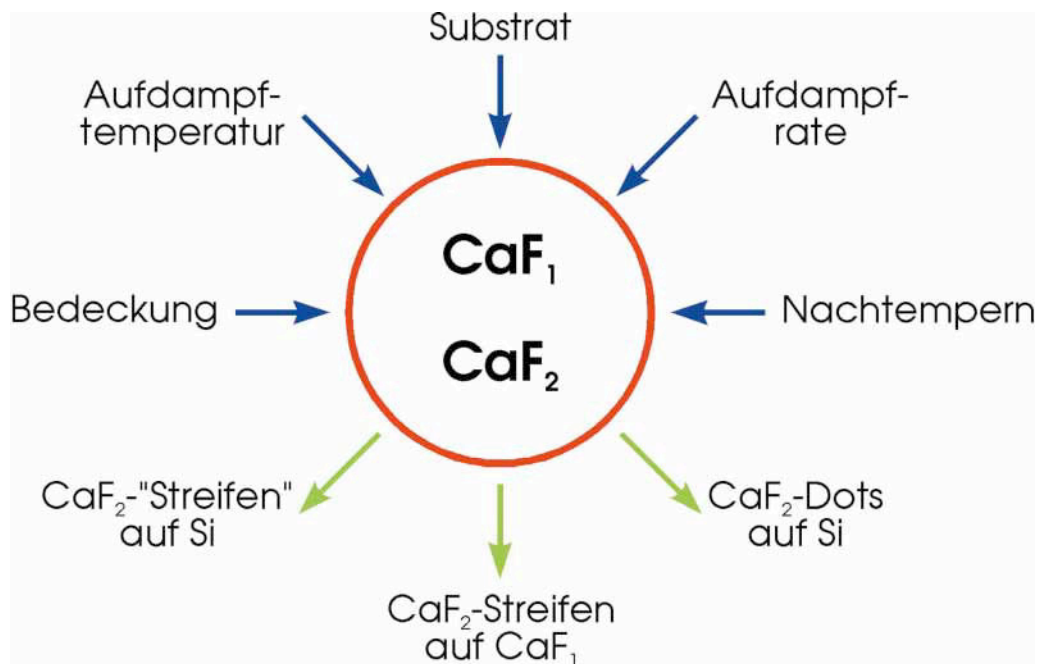 Substrat
Aufdampf-
temperatur
Aufdampf-
rate
CaF₁
Bedeckung
Nachtempern
CaF₂
CaF₂-"Streifen"
auf Si
CaF₂-Dots
auf Si
CaF₂-Streifen
auf CaF₁